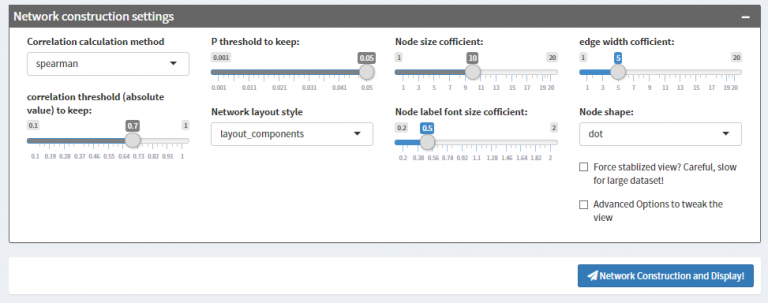 Network construction settings
Correlation calculation method
spearman
correlation threshold (absolute
value) to keep:
0.1 0.7 1
0.1 0.19 0.28 0.37 0.46 0.55 0.64 0.73 0.82 0.91 1
P threshold to keep:
0.001 0.05
0.001 0.011 0.021 0.031 0.041 0.05
Network layout style
layout_components
Node size cofficient:
1 10 20
1 3 5 7 9 11 13 15 17 19 20
Node label font size cofficient:
0.2 0.5 2
0.2 0.38 0.56 0.74 0.92 1.1 1.28 1.46 1.64 1.82 2
edge width cofficient:
1 5 20
1 3 5 7 9 11 13 15 17 19 20
Node shape:
dot
Force stablized view? Careful, slow
for large dataset!
Advanced Options to tweak the
view
Network Construction and Display!